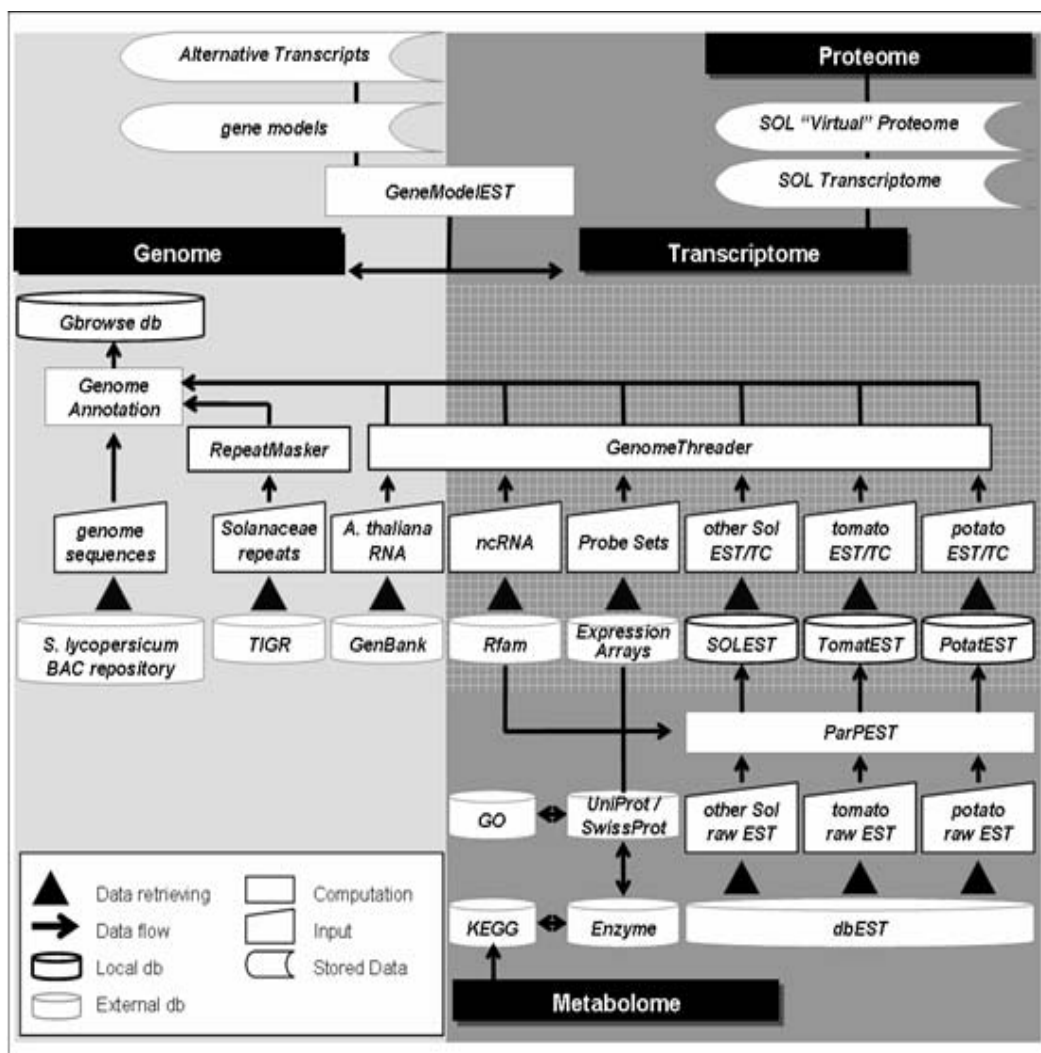 Alternative Transcripts
Proteome
gene models
SOL “Virtual” Proteome
GeneModelEST
SOL Transcriptome
Genome
Transcriptome
Gbrowse db
Genome
Annotation
RepeatMasker
GenomeThreader
genome
sequences
Solanaceae
repeats
A. thaliana
RNA
ncRNA
Probe Sets
other Sol
EST/TC
tomato
EST/TC
potato
EST/TC
S. lycopersicum
BAC repository
TIGR
GenBank
Rfam
Expression
Arrays
SOLEST
TomatEST
PotatEST
ParPEST
GO
UniProt /
SwissProt
other Sol
raw EST
tomato
raw EST
potato
raw EST
KEGG
Enzyme
dbEST
Metabolome
Data retrieving
Computation
Data flow
Input
Local db
Stored Data
External db